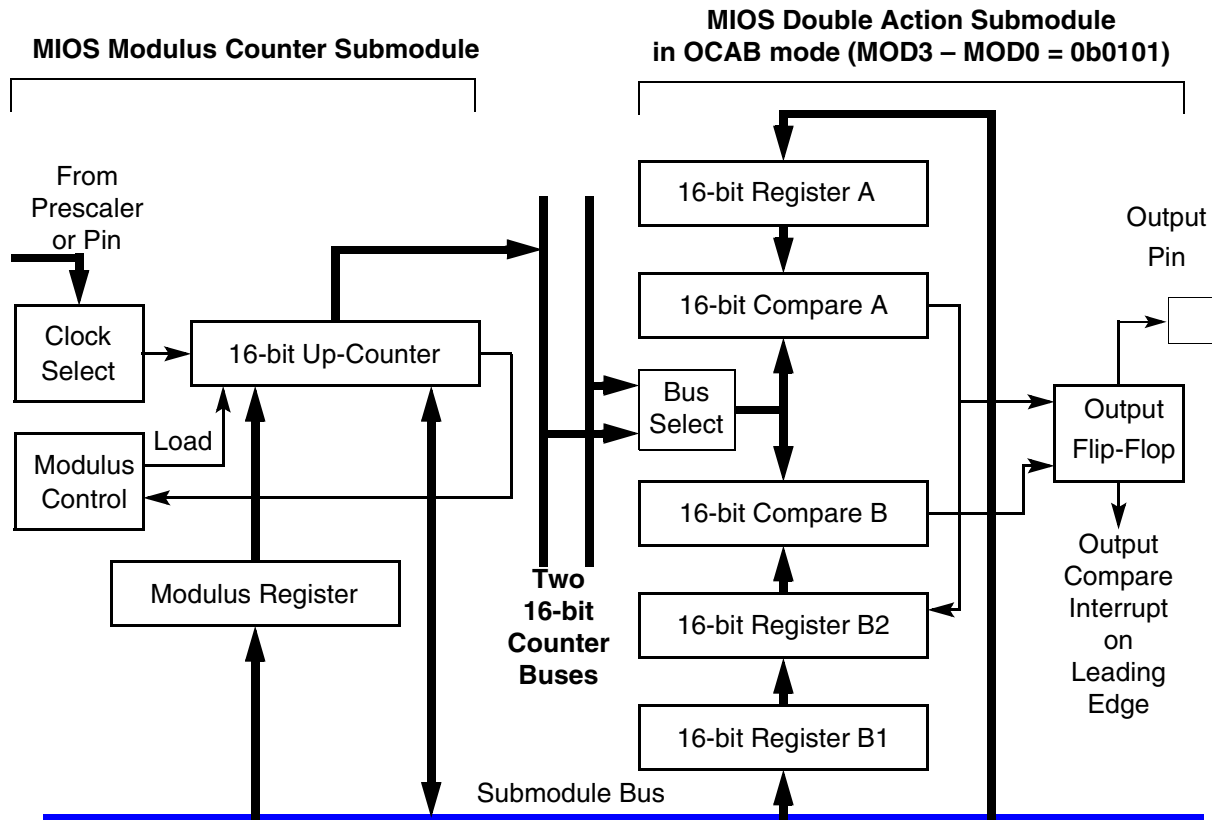 MIOS Modulus Counter Submodule
MIOS Double Action Submodule
in OCAB mode (MOD3 – MOD0 = 0b0101)
From
Prescaler
or Pin
Clock
Select
16-bit Up-Counter
Load
Modulus
Control
Modulus Register
Two
16-bit
Counter
Buses
16-bit Register A
16-bit Compare A
Bus
Select
16-bit Compare B
16-bit Register B2
16-bit Register B1
Output
Pin
Output
Flip-Flop
Output
Compare
Interrupt
on
Leading
Edge
Submodule Bus